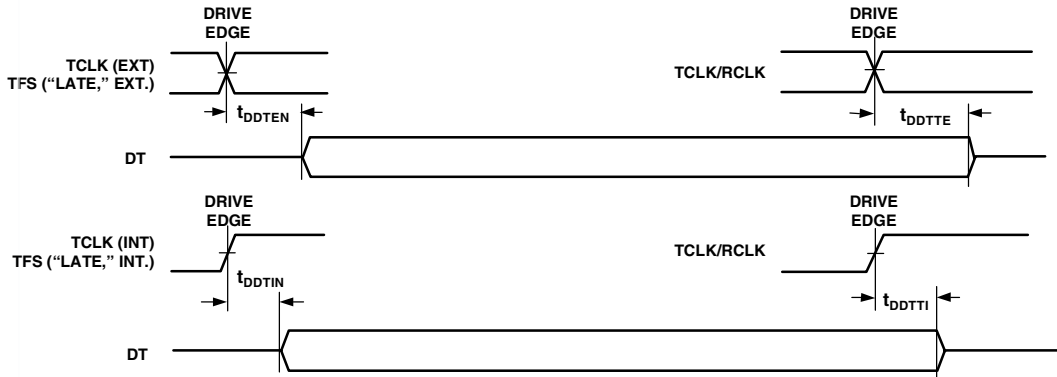 DRIVE
EDGE
DRIVE
EDGE
TCLK (EXT)
TFS ("LATE," EXT.)
TCLK/RCLK
tDDTEN
tDDTTE
DT
DRIVE
EDGE
DRIVE
EDGE
TCLK (INT)
TFS ("LATE," INT.)
TCLK/RCLK
tDDTIN
tDDTTI
DT